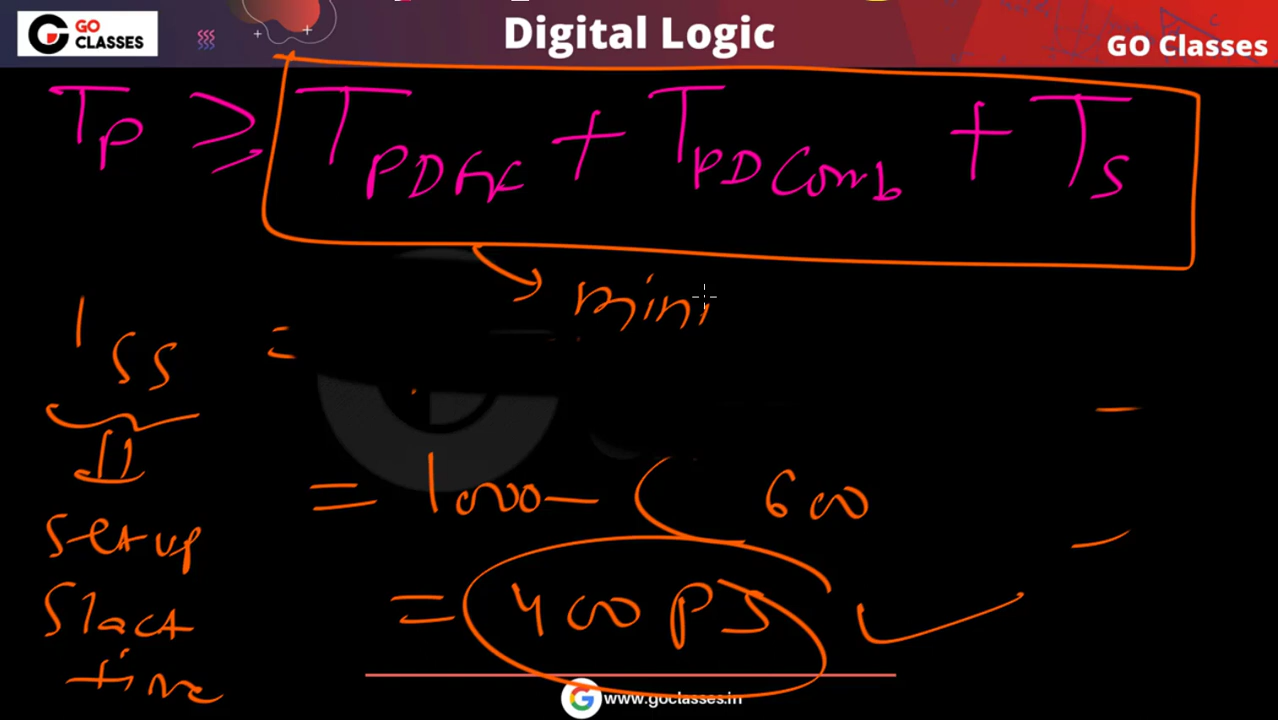 GO CLASSES
Digital Logic
GO Classes
TP ≥ TPDFF + TPDComb + Ts
mini
Tss =
= 1000 - ( 600
= 400 PS
setup
Slack
time
www.goclasses.in